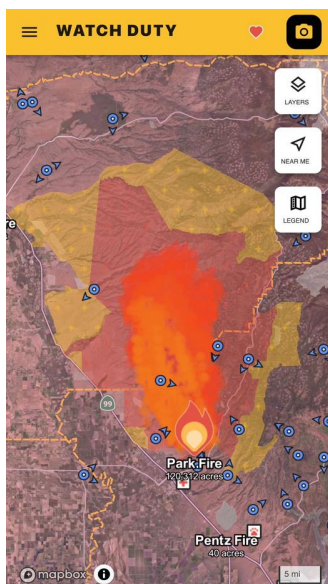 WATCH DUTY
LAYERS
NEAR ME
LEGEND
re
99
Park Fire
120,312 acres
Pentz Fire
40 acres
mapbox
5 mi